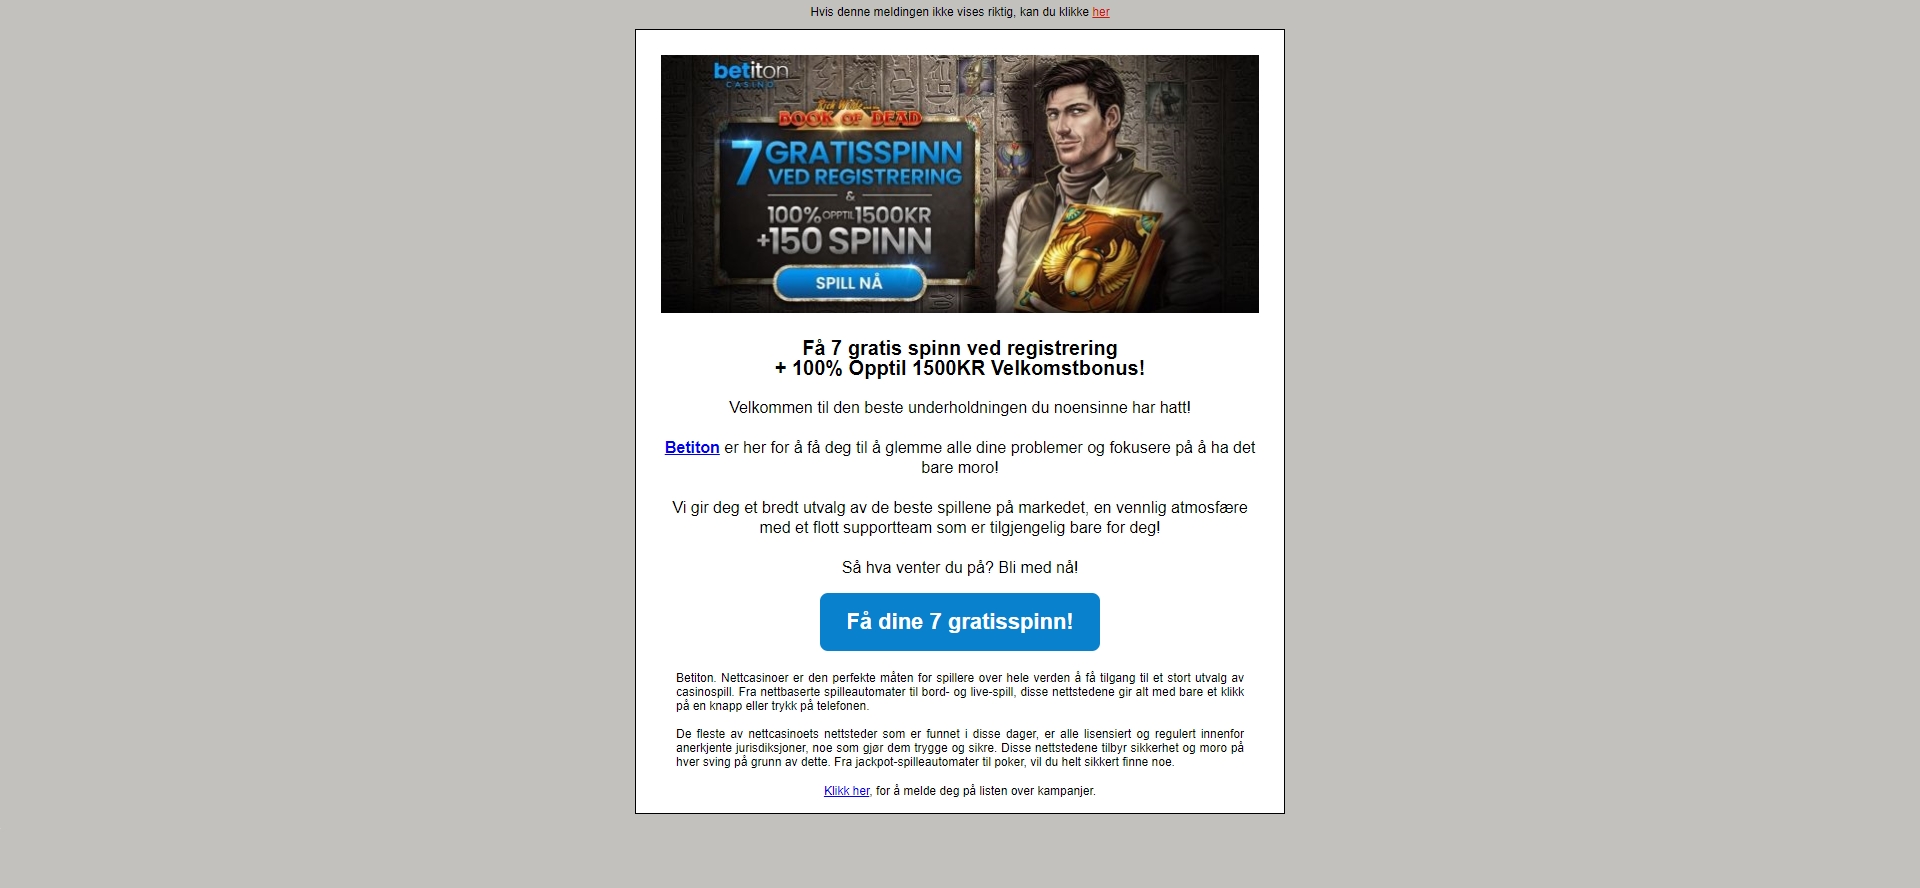 Hvis denne meldingen ikke vises riktig, kan du klikke her
betiton
CASINO
Rich Wilde
BOOK OF DEAD
7 GRATISSPINN
VED REGISTRERING
&
100% OPPTIL 1500KR
+150 SPINN
SPILL NÅ
Få 7 gratis spinn ved registrering
+ 100% Opptil 1500KR Velkomstbonus!
Velkommen til den beste underholdningen du noensinne har hatt!
Betiton er her for å få deg til å glemme alle dine problemer og fokusere på å ha det
bare moro!
Vi gir deg et bredt utvalg av de beste spillene på markedet, en vennlig atmosfære
med et flott supportteam som er tilgjengelig bare for deg!
Så hva venter du på? Bli med nå!
Få dine 7 gratisspinn!
Betiton. Nettcasinoer er den perfekte måten for spillere over hele verden å få tilgang til et stort utvalg av
casinospill. Fra nettbaserte spilleautomater til bord- og live-spill, disse nettstedene gir alt med bare et klikk
på en knapp eller trykk på telefonen.
De fleste av nettcasinoets nettsteder som er funnet i disse dager, er alle lisensiert og regulert innenfor
anerkjente jurisdiksjoner, noe som gjør dem trygge og sikre. Disse nettstedene tilbyr sikkerhet og moro på
hver sving på grunn av dette. Fra jackpot-spilleautomater til poker, vil du helt sikkert finne noe.
Klikk her, for å melde deg på listen over kampanjer.